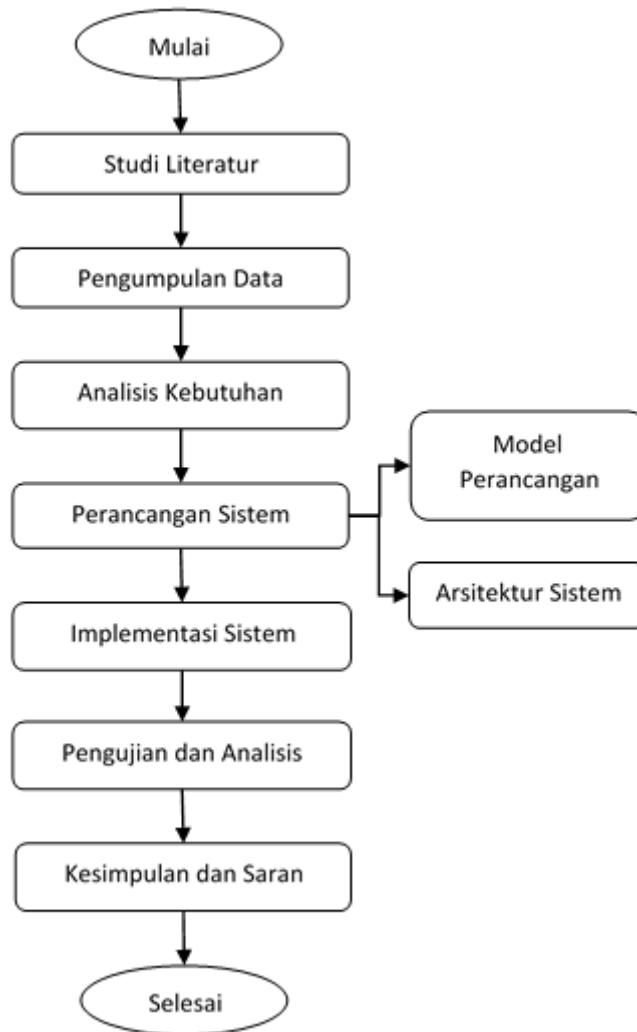 Mulai
Studi Literatur
Pengumpulan Data
Analisis Kebutuhan
Perancangan Sistem
Model
Perancangan
Arsitektur Sistem
Implementasi Sistem
Pengujian dan Analisis
Kesimpulan dan Saran
Selesai